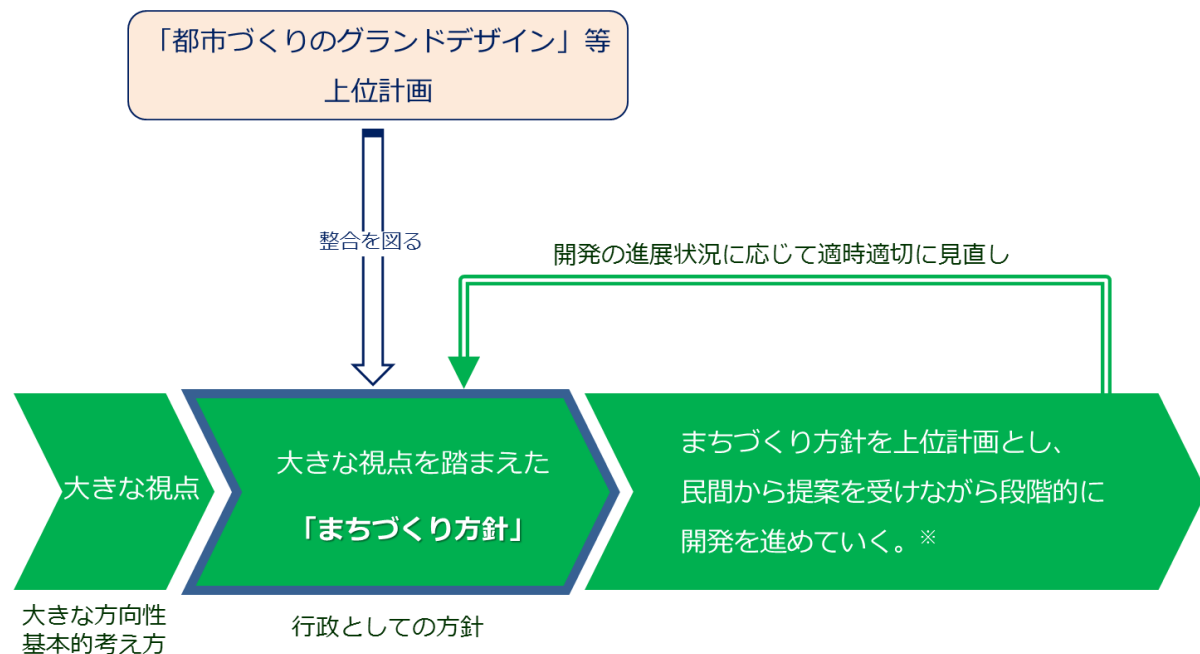 「都市づくりのグランドデザイン」等
上位計画
整合を図る
開発の進展状況に応じて適時適切に見直し
大きな視点
大きな視点を踏まえた
「まちづくり方針」
まちづくり方針を上位計画とし、
民間から提案を受けながら段階的に
開発を進めていく。※
大きな方向性
基本的考え方
行政としての方針